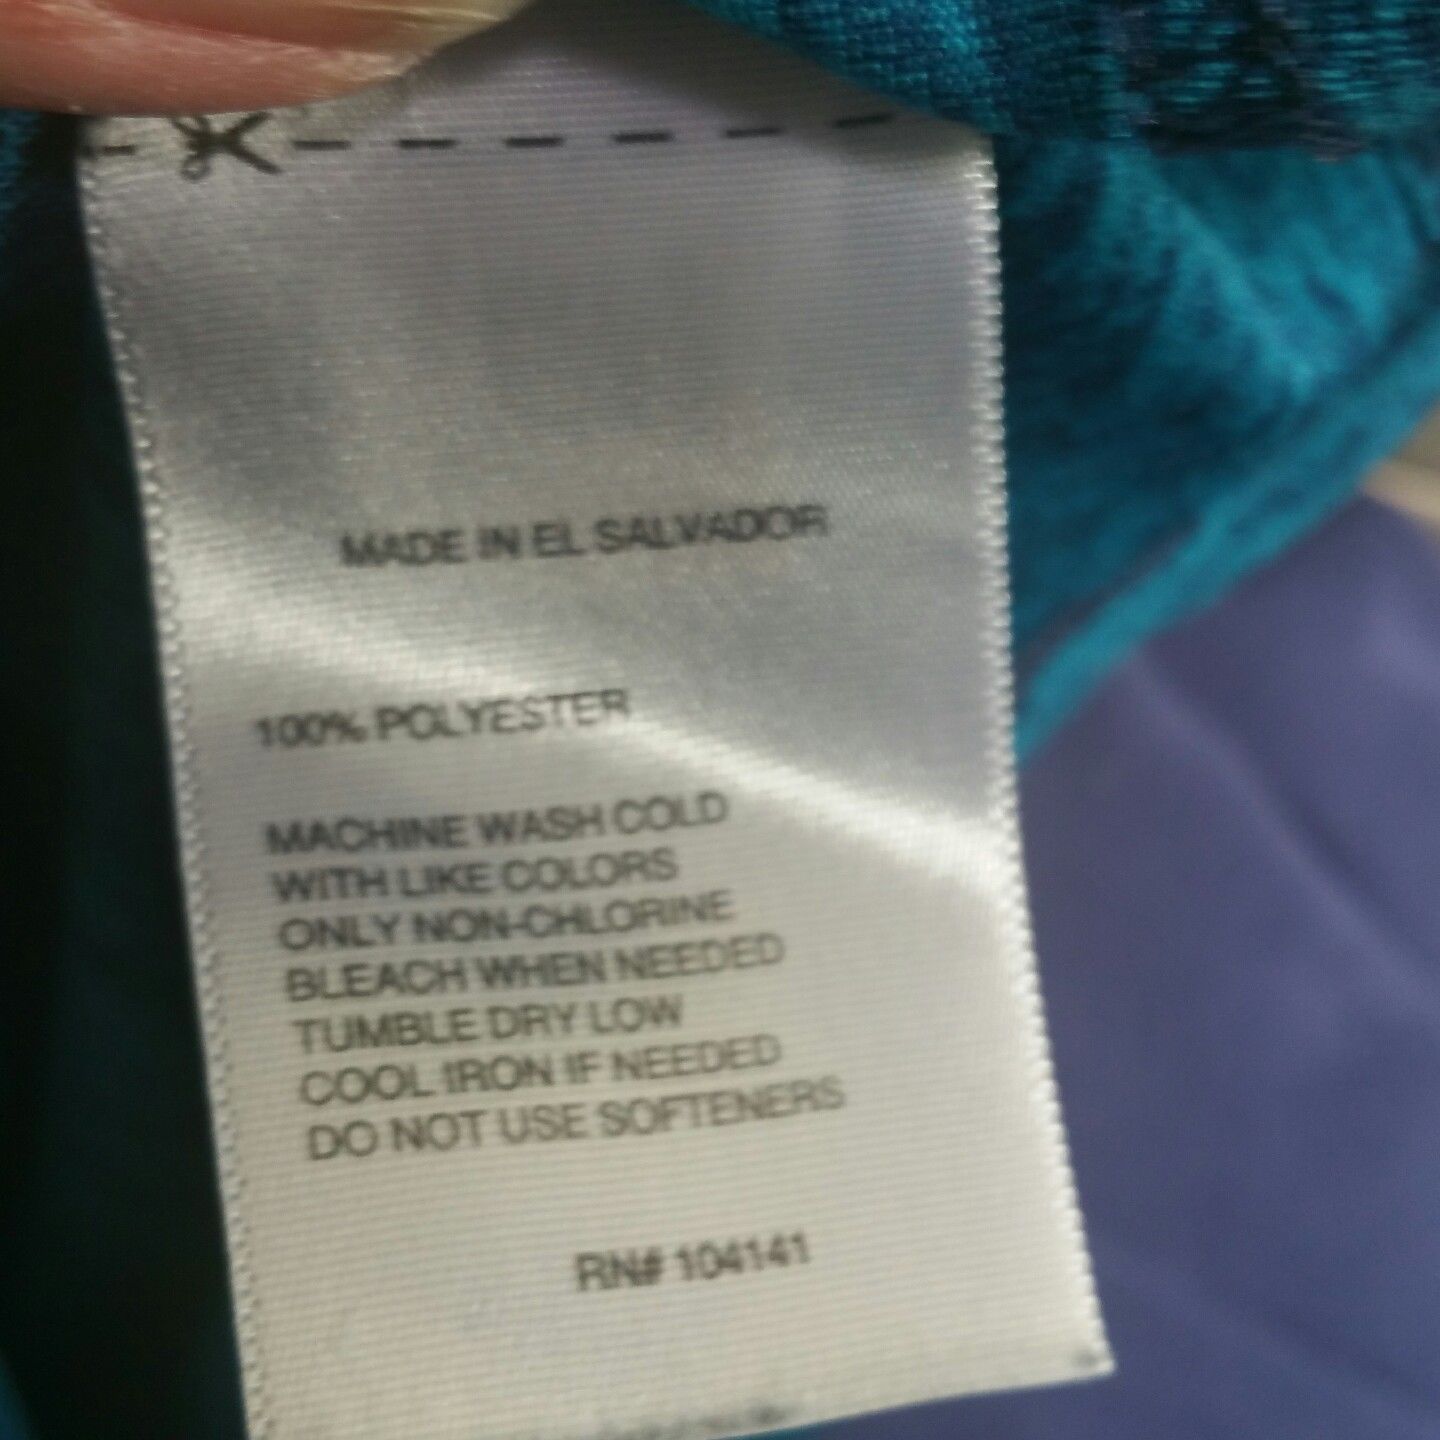 MADE IN EL SALVADOR
100% POLYESTER
MACHINE WASH COLD
WITH LIKE COLORS
ONLY NON-CHLORINE
BLEACH WHEN NEEDED
TUMBLE DRY LOW
COOL IRON IF NEEDED
DO NOT USE SOFTENERS
RN# 104141